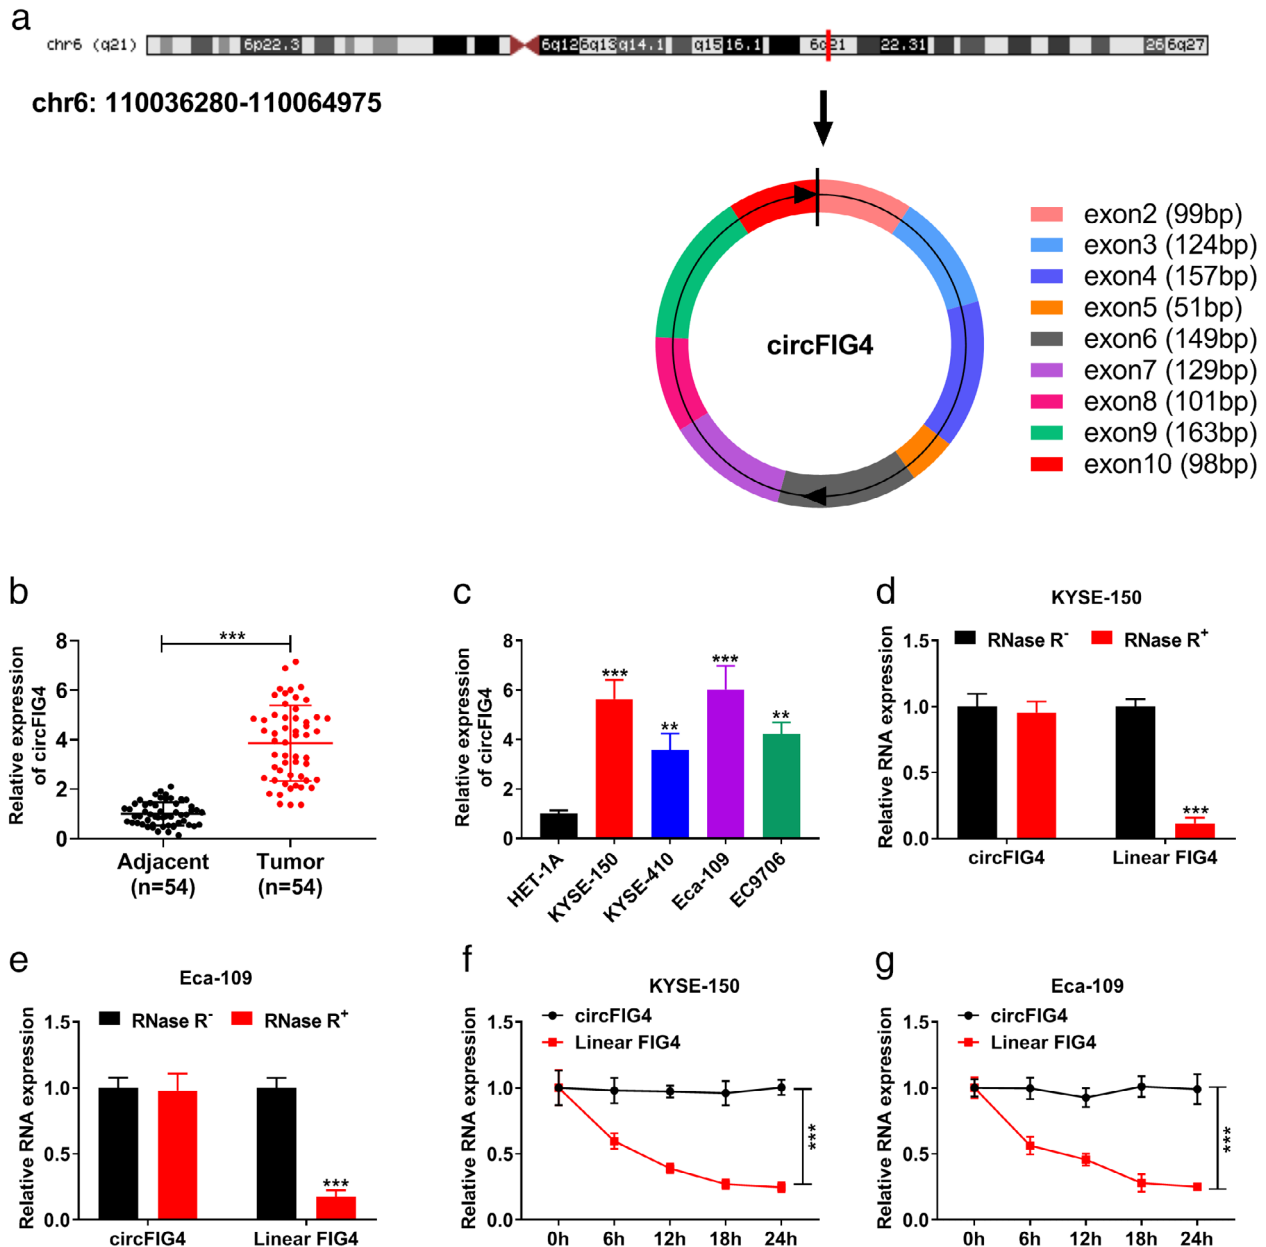 a
chr6 (q21) 6p22.3 6q12 6q13 q14.1 q15 16.1 6q21 22.31 26 6q27
chr6: 110036280-110064975
circFIG4
exon2 (99bp)
exon3 (124bp)
exon4 (157bp)
exon5 (51bp)
exon6 (149bp)
exon7 (129bp)
exon8 (101bp)
exon9 (163bp)
exon10 (98bp)
b
Relative expression
of circFIG4
8
6
4
2
0
***
Adjacent
(n=54)
Tumor
(n=54)
c
Relative expression
of circFIG4
8
6
4
2
0
***
**
***
**
HET-1A
KYSE-150
KYSE-410
Eca-109
EC9706
d
KYSE-150
Relative RNA expression
1.5
1.0
0.5
0.0
RNase R-
RNase R+
***
circFIG4
Linear FIG4
e
Eca-109
Relative RNA expression
1.5
1.0
0.5
0.0
RNase R-
RNase R+
***
circFIG4
Linear FIG4
f
KYSE-150
circFIG4
Linear FIG4
Relative RNA expression
1.5
1.0
0.5
0.0
***
0h 6h 12h 18h 24h
g
Eca-109
circFIG4
Linear FIG4
Relative RNA expression
1.5
1.0
0.5
0.0
***
0h 6h 12h 18h 24h